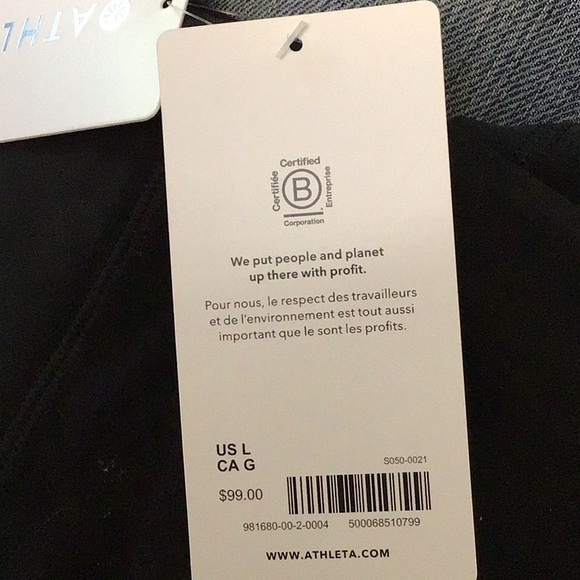 ATHL
Certified
Certifiée
B
Entreprise
Corporation
We put people and planet
up there with profit.
Pour nous, le respect des travailleurs
et de l'environnement est tout aussi
important que le sont les profits.
US L
CA G
S050-0021
$99.00
981680-00-2-0004 500068510799
WWW.ATHLETA.COM